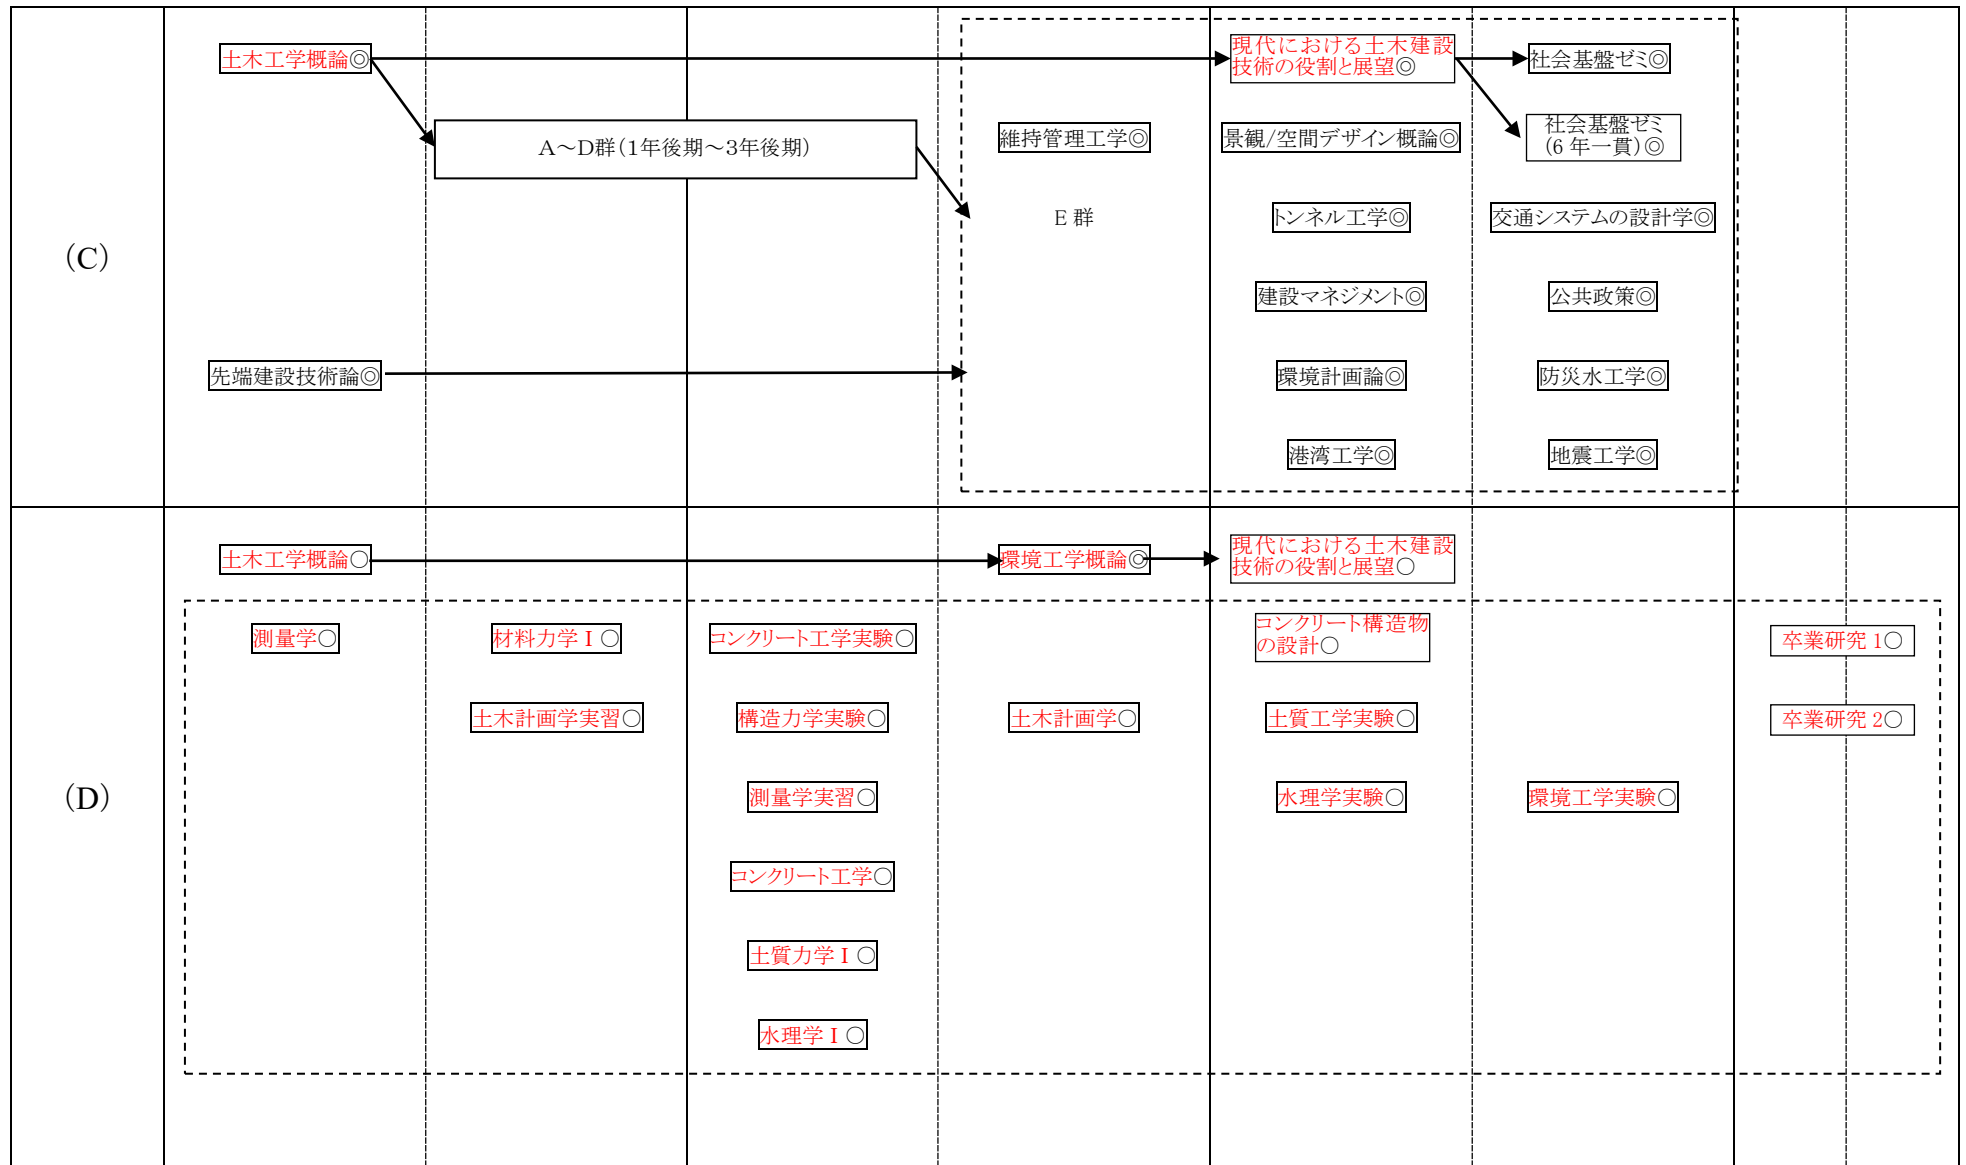 (C)
土木工学概論◎
現代における土木建設
技術の役割と展望◎
社会基盤ゼミ◎
A～D群(1年後期～3年後期)
維持管理工学◎
景観/空間デザイン概論◎
社会基盤ゼミ
(6 年一貫)◎
E 群
トンネル工学◎
交通システムの設計学◎
建設マネジメント◎
公共政策◎
先端建設技術論◎
環境計画論◎
防災水工学◎
港湾工学◎
地震工学◎
(D)
土木工学概論○
環境工学概論◎
現代における土木建設
技術の役割と展望○
測量学○
材料力学 I ○
コンクリート工学実験○
コンクリート構造物
の設計○
卒業研究 1○
土木計画学実習○
構造力学実験○
土木計画学○
土質工学実験○
卒業研究 2○
測量学実習○
水理学実験○
環境工学実験○
コンクリート工学○
土質力学 I ○
水理学 I ○